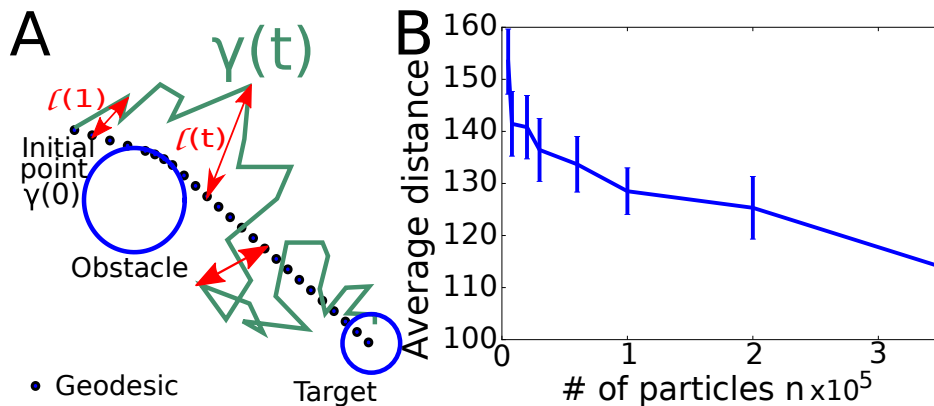 A
γ(t)
ℓ(1)
ℓ(t)
Initial
point
γ(0)
Obstacle
Geodesic
Target
B
Average distance
160
150
140
130
120
110
100
0
1
2
3
# of particles n x10⁵